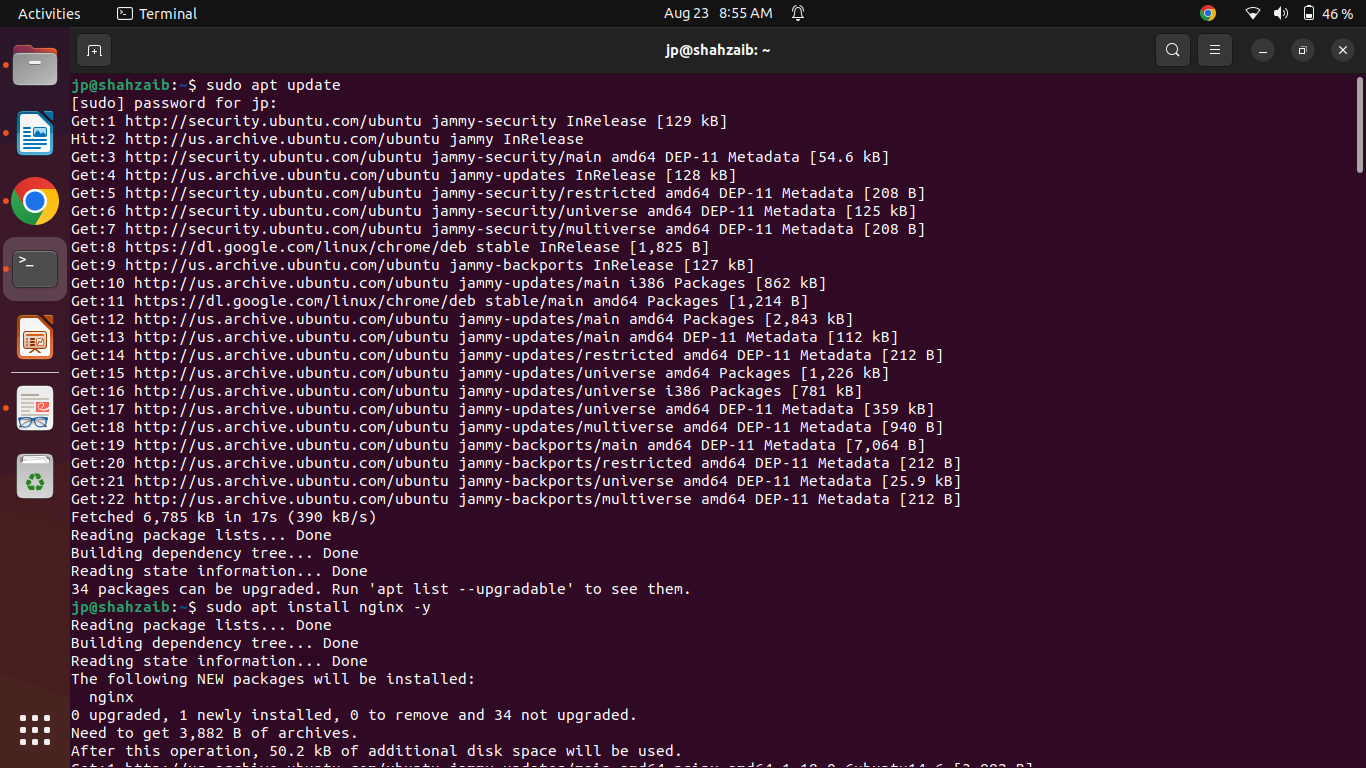 Activities
Terminal
Aug 23 8:55 AM
46 %
jp@shahzaib: ~
jp@shahzaib:~$ sudo apt update
[sudo] password for jp:
Get:1 http://security.ubuntu.com/ubuntu jammy-security InRelease [129 kB]
Hit:2 http://us.archive.ubuntu.com/ubuntu jammy InRelease
Get:3 http://security.ubuntu.com/ubuntu jammy-security/main amd64 DEP-11 Metadata [54.6 kB]
Get:4 http://us.archive.ubuntu.com/ubuntu jammy-updates InRelease [128 kB]
Get:5 http://security.ubuntu.com/ubuntu jammy-security/restricted amd64 DEP-11 Metadata [208 B]
Get:6 http://security.ubuntu.com/ubuntu jammy-security/universe amd64 DEP-11 Metadata [125 kB]
Get:7 http://security.ubuntu.com/ubuntu jammy-security/multiverse amd64 DEP-11 Metadata [208 B]
Get:8 https://dl.google.com/linux/chrome/deb stable InRelease [1,825 B]
Get:9 http://us.archive.ubuntu.com/ubuntu jammy-backports InRelease [127 kB]
Get:10 http://us.archive.ubuntu.com/ubuntu jammy-updates/main i386 Packages [862 kB]
Get:11 https://dl.google.com/linux/chrome/deb stable/main amd64 Packages [1,214 B]
Get:12 http://us.archive.ubuntu.com/ubuntu jammy-updates/main amd64 Packages [2,843 kB]
Get:13 http://us.archive.ubuntu.com/ubuntu jammy-updates/main amd64 DEP-11 Metadata [112 kB]
Get:14 http://us.archive.ubuntu.com/ubuntu jammy-updates/restricted amd64 DEP-11 Metadata [212 B]
Get:15 http://us.archive.ubuntu.com/ubuntu jammy-updates/universe amd64 Packages [1,226 kB]
Get:16 http://us.archive.ubuntu.com/ubuntu jammy-updates/universe i386 Packages [781 kB]
Get:17 http://us.archive.ubuntu.com/ubuntu jammy-updates/universe amd64 DEP-11 Metadata [359 kB]
Get:18 http://us.archive.ubuntu.com/ubuntu jammy-updates/multiverse amd64 DEP-11 Metadata [940 B]
Get:19 http://us.archive.ubuntu.com/ubuntu jammy-backports/main amd64 DEP-11 Metadata [7,064 B]
Get:20 http://us.archive.ubuntu.com/ubuntu jammy-backports/restricted amd64 DEP-11 Metadata [212 B]
Get:21 http://us.archive.ubuntu.com/ubuntu jammy-backports/universe amd64 DEP-11 Metadata [25.9 kB]
Get:22 http://us.archive.ubuntu.com/ubuntu jammy-backports/multiverse amd64 DEP-11 Metadata [212 B]
Fetched 6,785 kB in 17s (390 kB/s)
Reading package lists... Done
Building dependency tree... Done
Reading state information... Done
34 packages can be upgraded. Run 'apt list --upgradable' to see them.
jp@shahzaib:~$ sudo apt install nginx -y
Reading package lists... Done
Building dependency tree... Done
Reading state information... Done
The following NEW packages will be installed:
  nginx
0 upgraded, 1 newly installed, 0 to remove and 34 not upgraded.
Need to get 3,882 B of archives.
After this operation, 50.2 kB of additional disk space will be used.